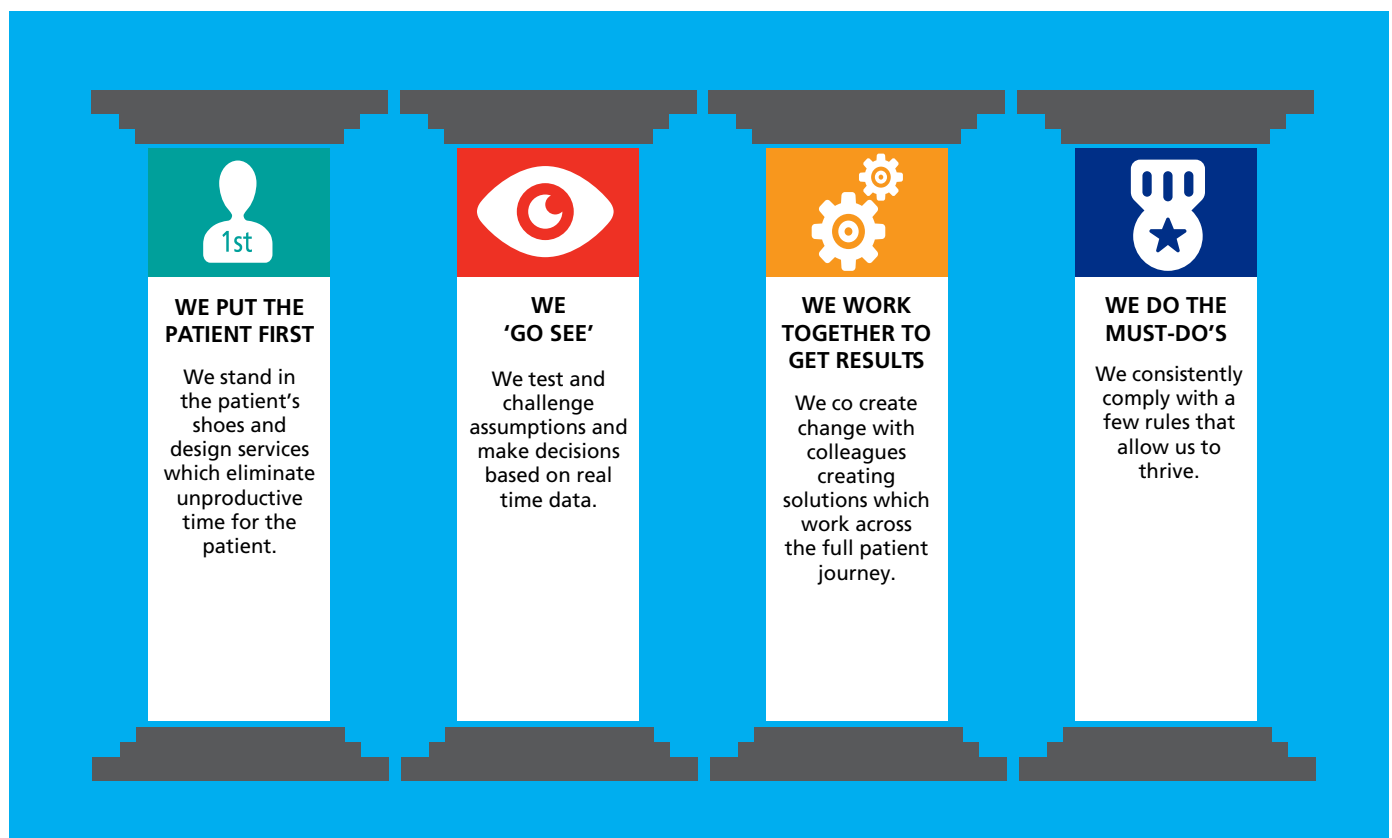 1st
WE PUT THE
PATIENT FIRST
We stand in
the patient’s
shoes and
design services
which eliminate
unproductive
time for the
patient.
WE
‘GO SEE’
We test and
challenge
assumptions and
make decisions
based on real
time data.
WE WORK
TOGETHER TO
GET RESULTS
We co create
change with
colleagues
creating
solutions which
work across
the full patient
journey.
WE DO THE
MUST-DO’S
We consistently
comply with a
few rules that
allow us to
thrive.